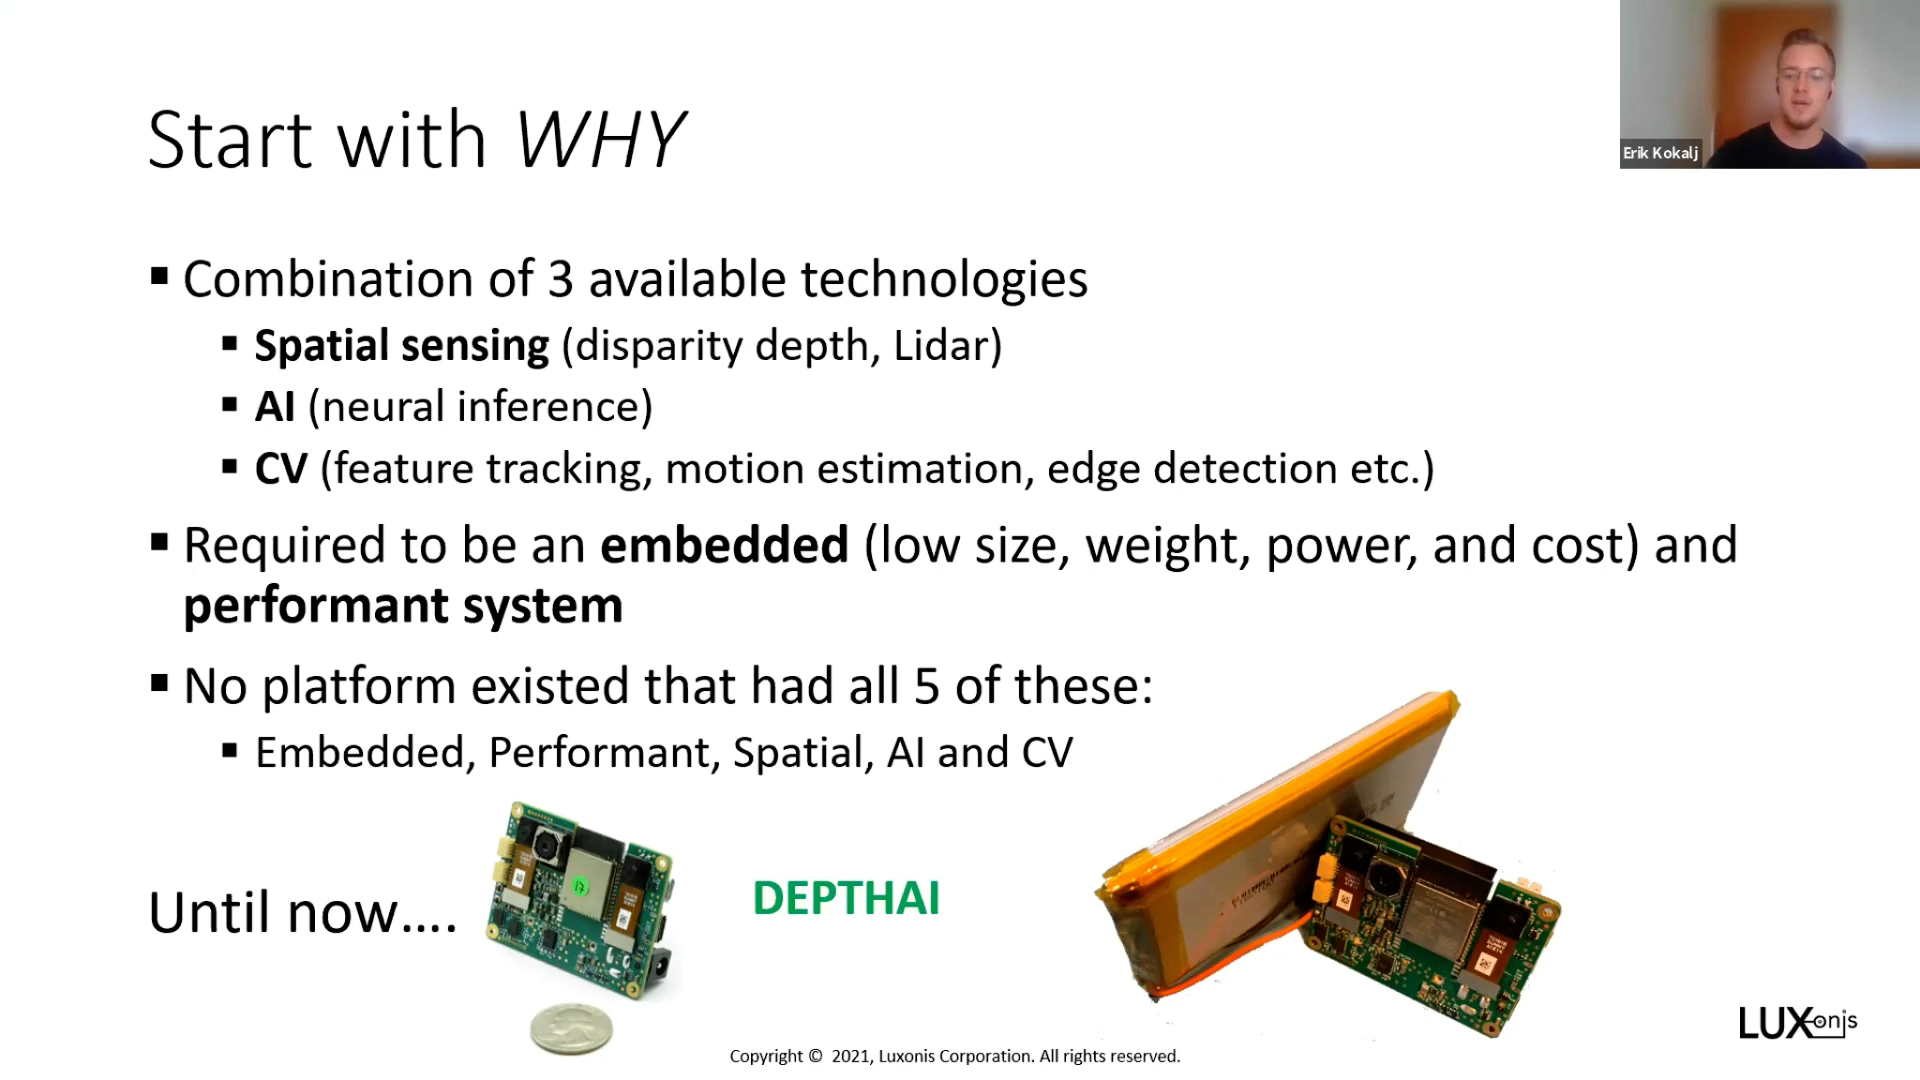 Start with WHY
Erik Kokalj
▪ Combination of 3 available technologies
▪ Spatial sensing (disparity depth, Lidar)
▪ AI (neural inference)
▪ CV (feature tracking, motion estimation, edge detection etc.)
▪ Required to be an embedded (low size, weight, power, and cost) and
performant system
▪ No platform existed that had all 5 of these:
▪ Embedded, Performant, Spatial, AI and CV
Until now....
17
DEPTHAI
LUXonis
Copyright © 2021, Luxonis Corporation. All rights reserved.